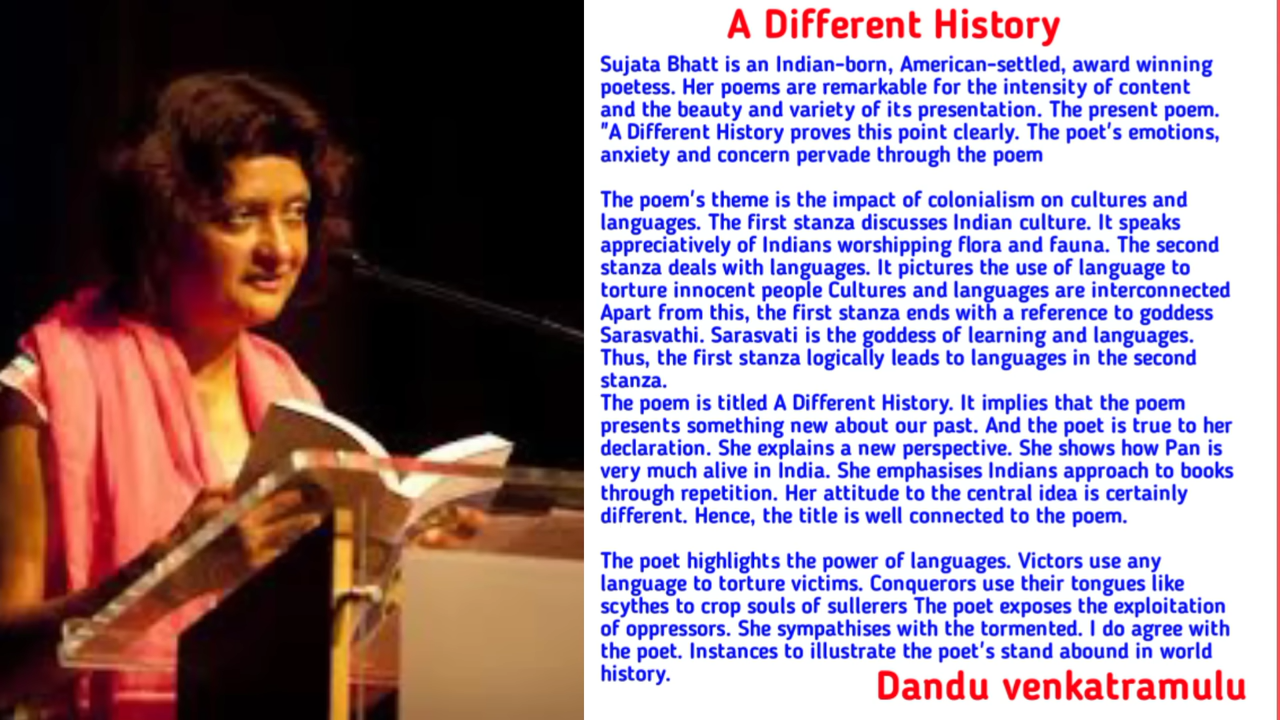 A Different History
Sujata Bhatt is an Indian-born, American-settled, award winning
poetess. Her poems are remarkable for the intensity of content
and the beauty and variety of its presentation. The present poem.
"A Different History proves this point clearly. The poet's emotions,
anxiety and concern pervade through the poem
The poem's theme is the impact of colonialism on cultures and
languages. The first stanza discusses Indian culture. It speaks
appreciatively of Indians worshipping flora and fauna. The second
stanza deals with languages. It pictures the use of language to
torture innocent people Cultures and languages are interconnected
Apart from this, the first stanza ends with a reference to goddess
Sarasvathi. Sarasvati is the goddess of learning and languages.
Thus, the first stanza logically leads to languages in the second
stanza.
The poem is titled A Different History. It implies that the poem
presents something new about our past. And the poet is true to her
declaration. She explains a new perspective. She shows how Pan is
very much alive in India. She emphasises Indians approach to books
through repetition. Her attitude to the central idea is certainly
different. Hence, the title is well connected to the poem.
The poet highlights the power of languages. Victors use any
language to torture victims. Conquerors use their tongues like
scythes to crop souls of sullerers The poet exposes the exploitation
of oppressors. She sympathises with the tormented. I do agree with
the poet. Instances to illustrate the poet's stand abound in world
history.
Dandu venkatramulu